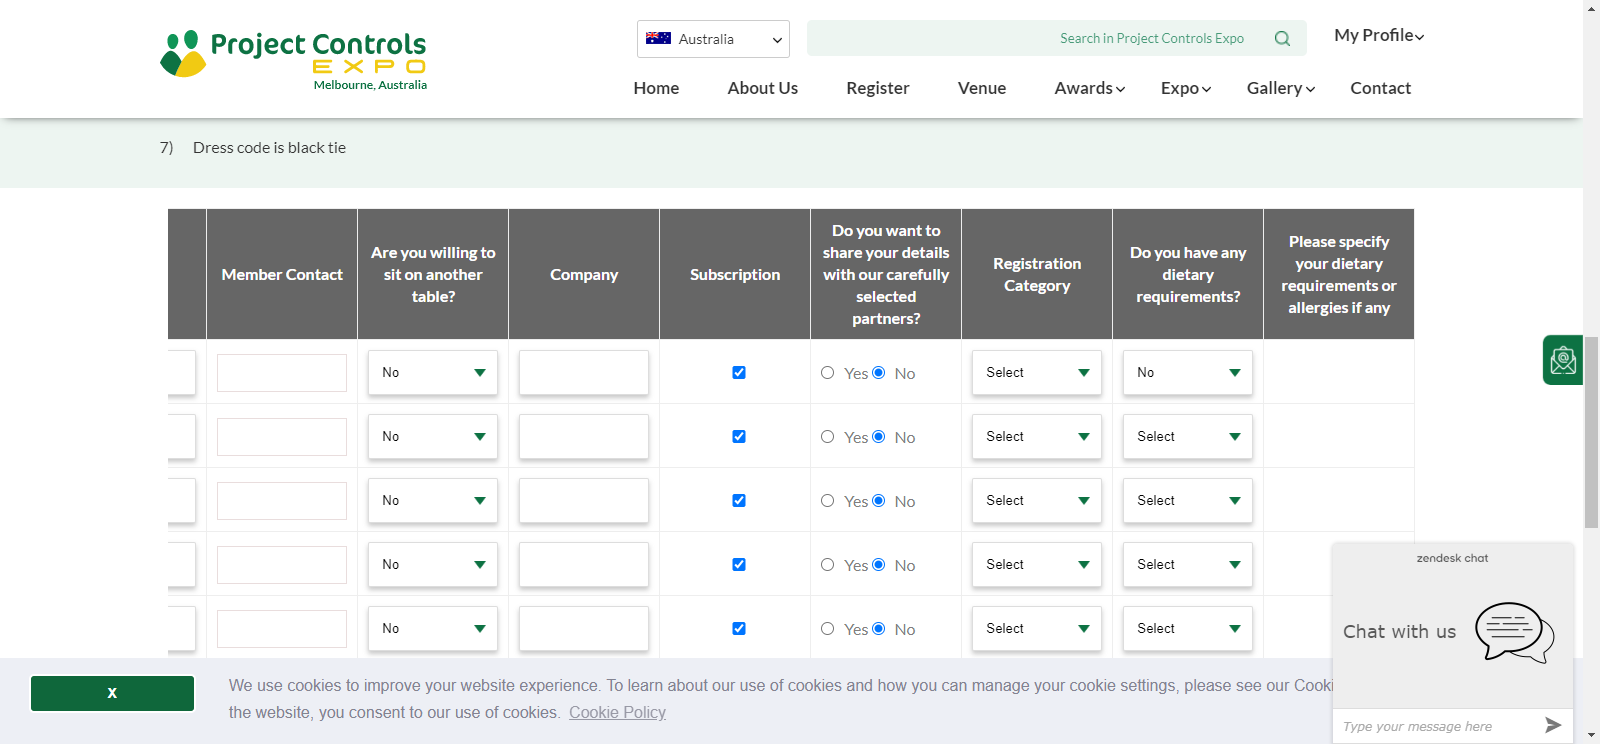 Project Controls
EXPO
Melbourne, Australia
Australia
Search in Project Controls Expo
My Profile
Home About Us Register Venue Awards Expo Gallery Contact
7) Dress code is black tie
Member Contact
Are you willing to
sit on another
table?
Company
Subscription
Do you want to
share your details
with our carefully
selected
partners?
Registration
Category
Do you have any
dietary
requirements?
Please specify
your dietary
requirements or
allergies if any
No Yes No Select No
No Yes No Select Select
No Yes No Select Select
No Yes No Select Select
No Yes No Select Select
zendesk chat
Chat with us
Type your message here
X
We use cookies to improve your website experience. To learn about our use of cookies and how you can manage your cookie settings, please see our Cooki
the website, you consent to our use of cookies. Cookie Policy